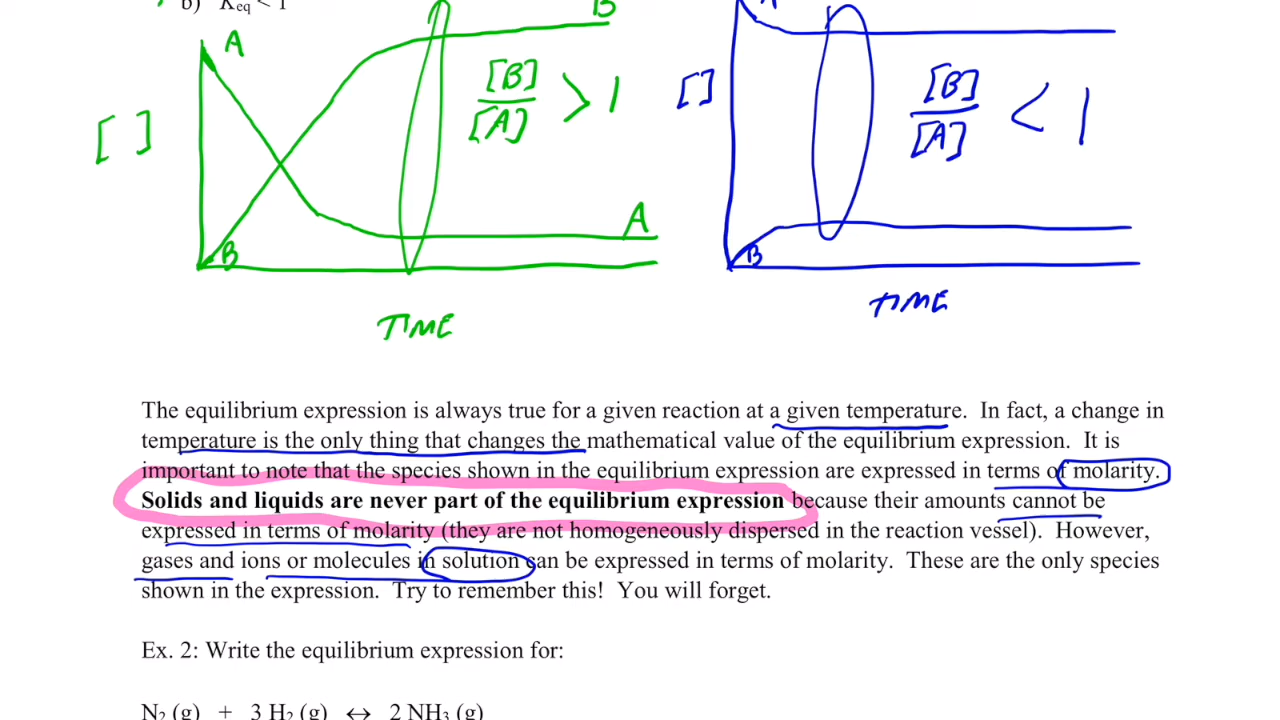 b) Keq < 1
B
A
[ ]
[B]
[A]
> 1
A
B
TIME
A
[ ]
[B]
[A]
< 1
B
TIME
The equilibrium expression is always true for a given reaction at a given temperature. In fact, a change in
temperature is the only thing that changes the mathematical value of the equilibrium expression. It is
important to note that the species shown in the equilibrium expression are expressed in terms of molarity.
Solids and liquids are never part of the equilibrium expression because their amounts cannot be
expressed in terms of molarity (they are not homogeneously dispersed in the reaction vessel). However,
gases and ions or molecules in solution can be expressed in terms of molarity. These are the only species
shown in the expression. Try to remember this! You will forget.
Ex. 2: Write the equilibrium expression for:
N₂ (g) + 3 H₂ (g) ↔ 2 NH₃ (g)